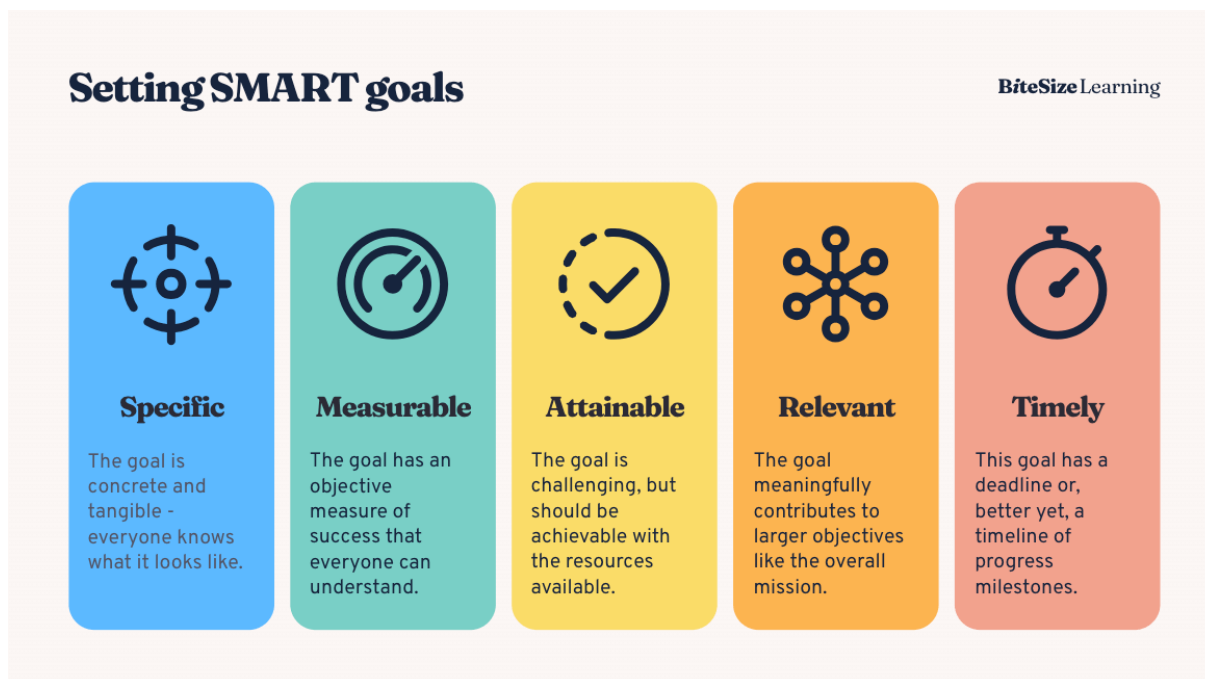 Setting SMART goals
BiteSize Learning
Specific
The goal is
concrete and
tangible -
everyone knows
what it looks like.
Measurable
The goal has an
objective
measure of
success that
everyone can
understand.
Attainable
The goal is
challenging, but
should be
achievable with
the resources
available.
Relevant
The goal
meaningfully
contributes to
larger objectives
like the overall
mission.
Timely
This goal has a
deadline or,
better yet, a
timeline of
progress
milestones.